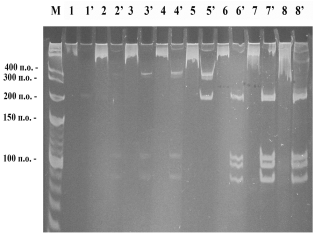 M 1 1' 2 2' 3 3' 4 4' 5 5' 6 6' 7 7' 8 8'
400 п.о. -
300 п.о. -
200 п.о. -
150 п.о. -
100 п.о. -